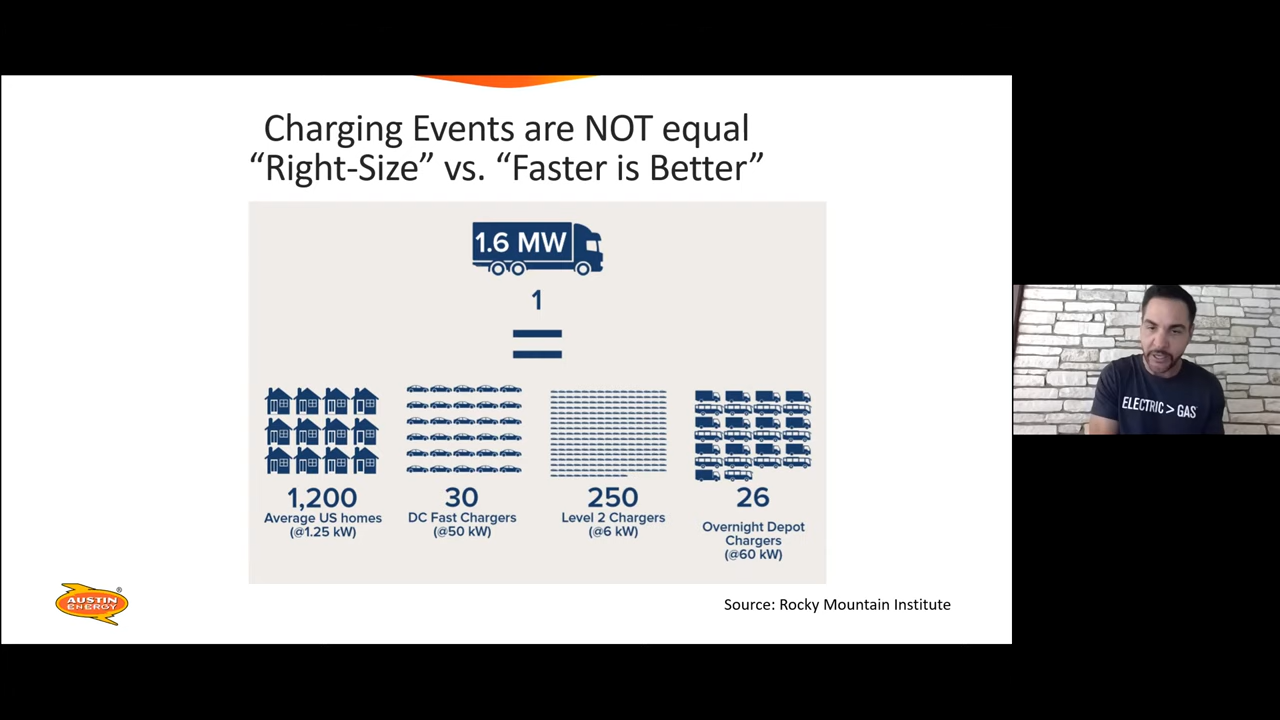 Charging Events are NOT equal
“Right-Size” vs. “Faster is Better”
1.6 MW
1
1,200
Average US homes
(@1.25 kW)
30
DC Fast Chargers
(@50 kW)
250
Level 2 Chargers
(@6 kW)
26
Overnight Depot
Chargers
(@60 kW)
AUSTIN
ENERGY
®
Source: Rocky Mountain Institute
ELECTRIC > GAS